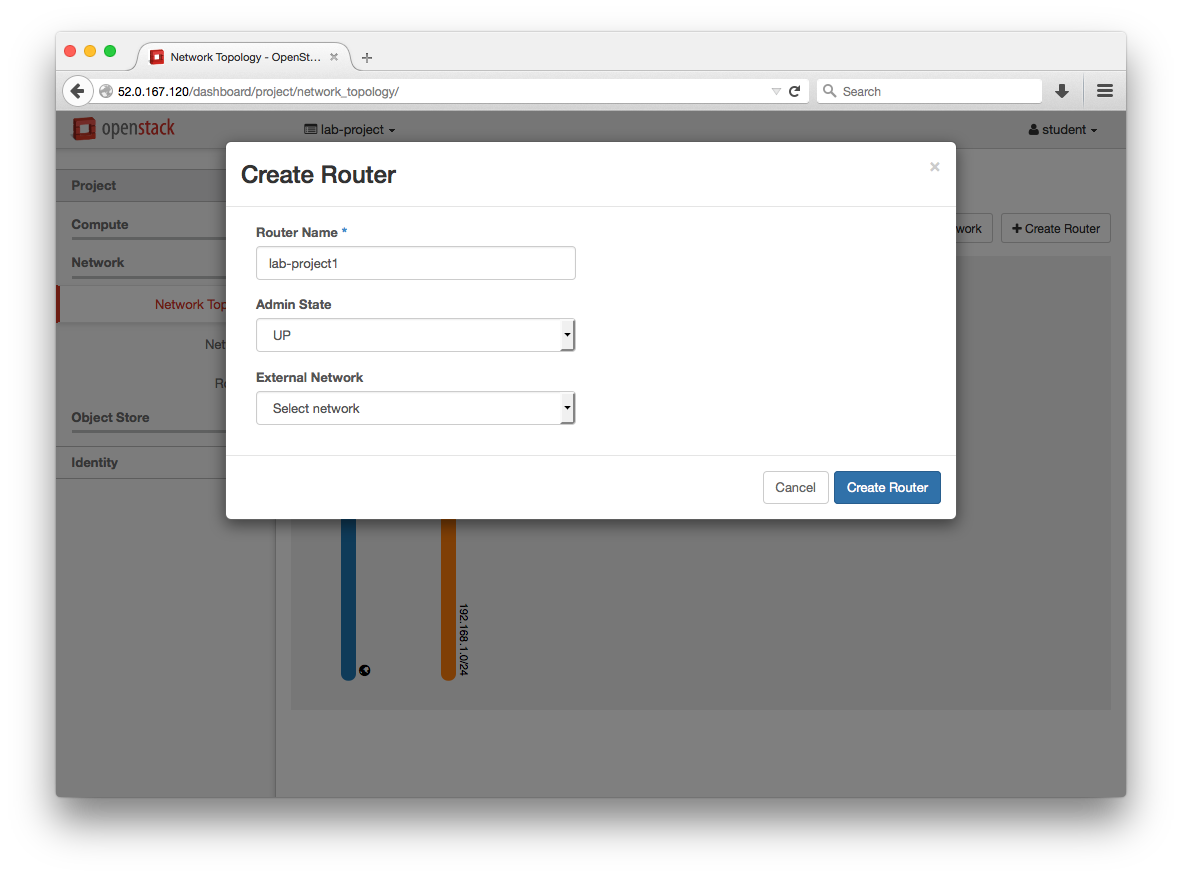 Network Topology - OpenSt...
52.0.167.120/dashboard/project/network_topology/
Search
openstack
lab-project
student
Project
Compute
Network
Network Top
Net
Object Store
Identity
work
+ Create Router
Create Router
×
Router Name *
lab-project1
Admin State
UP
External Network
Select network
Cancel
Create Router
192.168.1.0/24